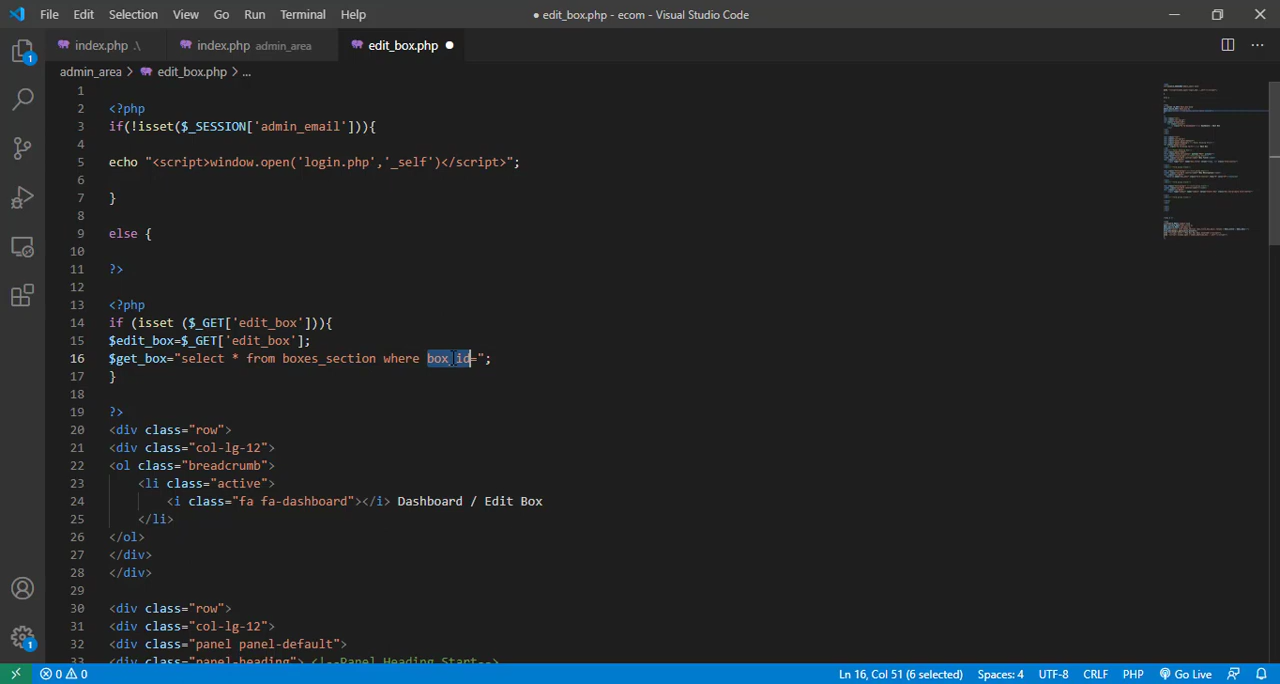 File Edit Selection View Go Run Terminal Help ● edit_box.php - ecom - Visual Studio Code
index.php .\ index.php admin_area edit_box.php
admin_area > edit_box.php > ...
1
2 <?php
3 if(!isset($_SESSION['admin_email'])){
4
5 echo "<script>window.open('login.php','_self')</script>";
6
7 }
8
9 else {
10
11 ?>
12
13 <?php
14 if (isset ($_GET['edit_box'])){
15 $edit_box=$_GET['edit_box'];
16 $get_box="select * from boxes_section where box_id=";
17 }
18
19 ?>
20 <div class="row">
21 <div class="col-lg-12">
22 <ol class="breadcrumb">
23 <li class="active">
24 <i class="fa fa-dashboard"></i> Dashboard / Edit Box
25 </li>
26 </ol>
27 </div>
28 </div>
29
30 <div class="row">
31 <div class="col-lg-12">
32 <div class="panel panel-default">
33 <div class="panel-heading"> <!--Panel Heading Start-->
1
1
0 0 Ln 16, Col 51 (6 selected) Spaces: 4 UTF-8 CRLF PHP Go Live